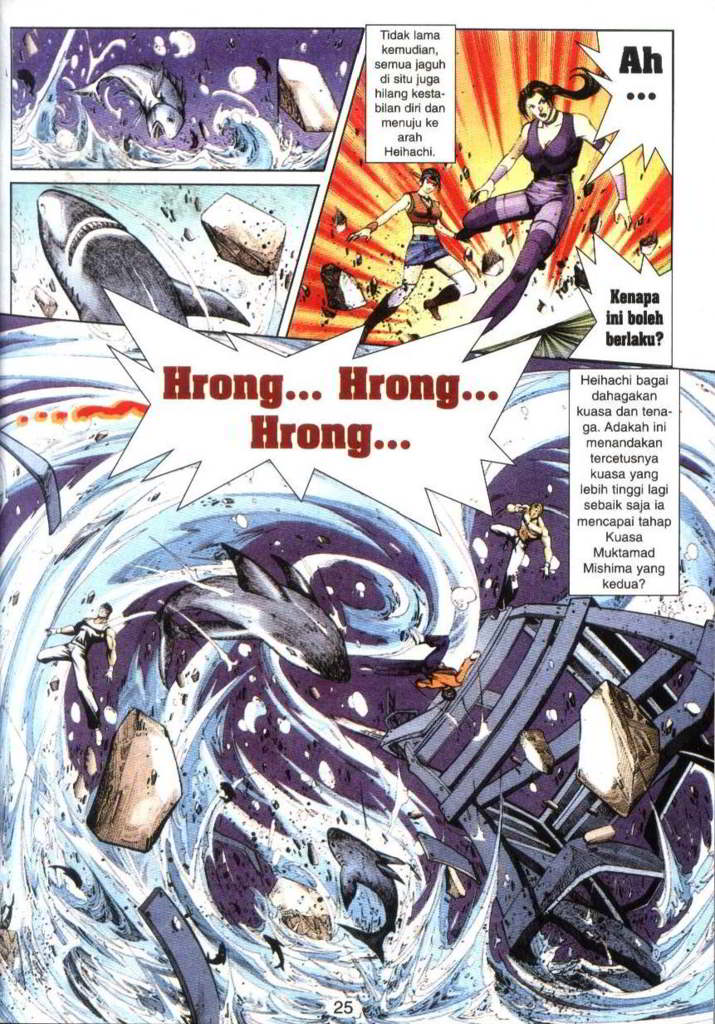 Tidak lama
kemudian,
semua jaguh
di situ juga
hilang kesta-
bilan diri dan
menuju ke
arah
Heihachi.
Ah
...
Kenapa
ini boleh
berlaku?
Hrong... Hrong...
Hrong...
Heihachi bagai
dahagakan
kuasa dan tena-
ga. Adakah ini
menandakan
tercetusnya
kuasa yang
lebih tinggi lagi
sebaik saja ia
mencapai tahap
Kuasa
Muktamad
Mishima yang
kedua?
25